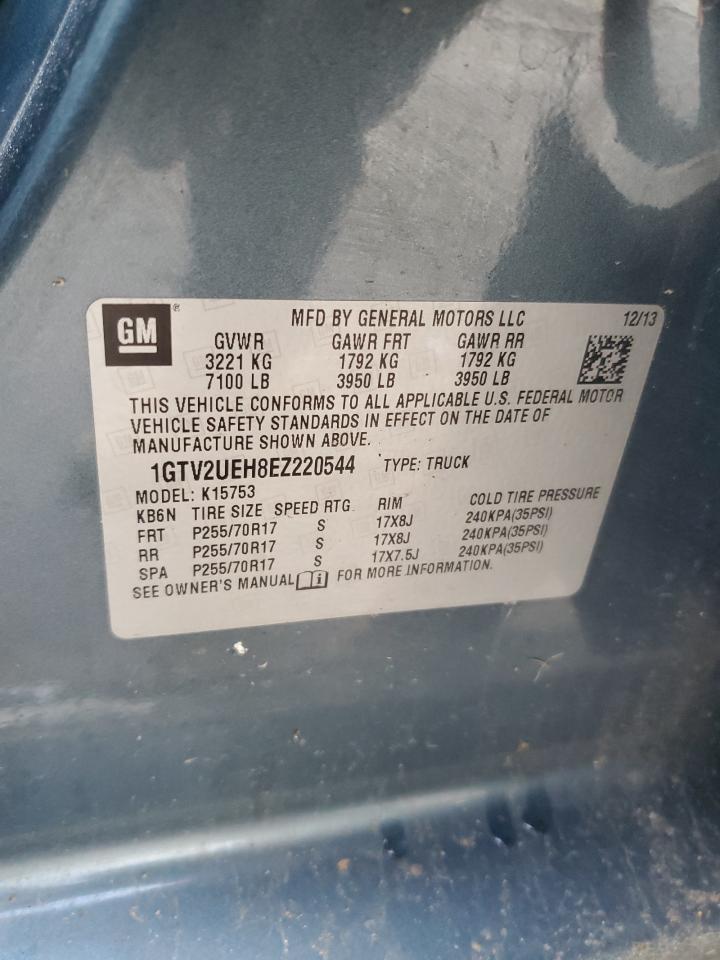 GM ®
MFD BY GENERAL MOTORS LLC 12/13
GVWR GAWR FRT GAWR RR
3221 KG 1792 KG 1792 KG
7100 LB 3950 LB 3950 LB
THIS VEHICLE CONFORMS TO ALL APPLICABLE U.S. FEDERAL MOTOR
VEHICLE SAFETY STANDARDS IN EFFECT ON THE DATE OF
MANUFACTURE SHOWN ABOVE.
1GTV2UEH8EZ220544 TYPE: TRUCK
MODEL: K15753
KB6N TIRE SIZE SPEED RTG RIM COLD TIRE PRESSURE
FRT P255/70R17 S 17X8J 240KPA(35PSI)
RR P255/70R17 S 17X8J 240KPA(35PSI)
SPA P255/70R17 S 17X7.5J 240KPA(35PSI)
SEE OWNER'S MANUAL FOR MORE INFORMATION.